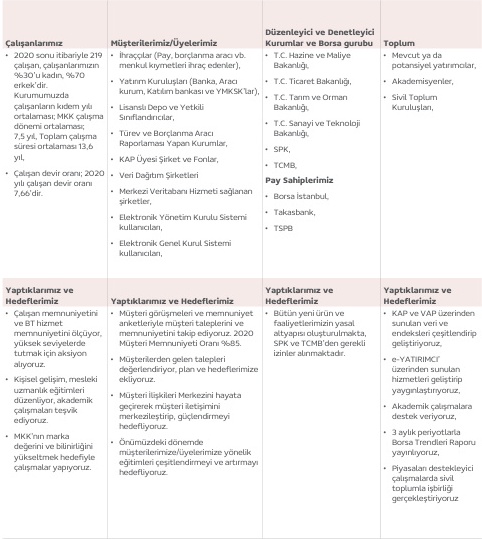 Çalışanlarımız
• 2020 sonu itibariyle 219
çalışan, çalışanlarımızın
%30'u kadın, %70
erkek'dir.
Kurumumuzda
çalışanların kıdem yılı
ortalaması; MKK çalışma
dönemi ortalaması;
7,5 yıl, Toplam çalışma
süresi ortalaması 13,6
yıl,
• Çalışan devir oranı; 2020
yılı çalışan devir oranı
7,66'dir.
Müşterilerimiz/Üyelerimiz
• İhraççılar (Pay, borçlanma aracı vb.
menkul kıymetleri ihraç edenler),
• Yatırım Kuruluşları (Banka, Aracı
kurum, Katılım bankası ve YMKSK'lar),
• Lisanslı Depo ve Yetkili
Sınıflandırıcılar,
• Türev ve Borçlanma Aracı
Raporlaması Yapan Kurumlar,
• KAP Üyesi Şirket ve Fonlar,
• Veri Dağıtım Şirketleri
• Merkezi Veritabanı Hizmeti sağlanan
şirketler,
• Elektronik Yönetim Kurulu Sistemi
kullanıcıları,
• Elektronik Genel Kurul Sistemi
kullanıcıları,
Düzenleyici ve Denetleyici
Kurumlar ve Borsa gurubu
• T.C. Hazine ve Maliye
Bakanlığı,
• T.C. Ticaret Bakanlığı,
• T.C. Tarım ve Orman
Bakanlığı,
• T.C. Sanayi ve Teknoloji
Bakanlığı,
• SPK,
• TCMB,
Pay Sahiplerimiz
• Borsa İstanbul,
• Takasbank,
• TSPB
Toplum
• Mevcut ya da
potansiyel yatırımcılar,
• Akademisyenler,
• Sivil Toplum
Kuruluşları,
Yaptıklarımız ve
Hedeflerimiz
• Çalışan memnuniyetini
ve BT hizmet
memnuniyetini ölçüyor,
yüksek seviyelerde
tutmak için aksiyon
alıyoruz.
• Kişisel gelişim, mesleki
uzmanlık eğitimleri
düzenliyor, akademik
çalışmaları teşvik
ediyoruz.
• MKK'nın marka
değerini ve bilinirliğini
yükseltmek hedefiyle
çalışmalar yapıyoruz.
Yaptıklarımız ve Hedeflerimiz
• Müşteri görüşmeleri ve memnuniyet
anketleriyle müşteri taleplerini ve
memnuniyetini takip ediyoruz. 2020
Müşteri Memnuniyeti Oranı %85.
• Müşterilerden gelen talepleri
değerlendiriyor, plan ve hedeflerimize
ekliyoruz.
• Müşteri İlişkileri Merkezini hayata
geçirerek müşteri iletişimini
merkezileştirip, güçlendirmeyi
hedefliyoruz.
• Önümüzdeki dönemde
müşterilerimize/üyelerimize yönelik
eğitimleri çeşitlendirmeyi ve artırmayı
hedefliyoruz.
Yaptıklarımız ve
Hedeflerimiz
• Bütün yeni ürün ve
faaliyetlerimizin yasal
altyapısı oluşturulmakta,
SPK ve TCMB'den gerekli
izinler alınmaktadır.
Yaptıklarımız ve
Hedeflerimiz
• KAP ve VAP üzerinden
sunulan veri ve
endeksleri çeşitlendirip
geliştiriyoruz,
• e-YATIRIMCI'
üzerinden sunulan
hizmetleri geliştirip
yaygınlaştırıyoruz,
• Akademik çalışmalara
destek veriyoruz,
• 3 aylık periyotlarla
Borsa Trendleri Raporu
yayınlıyoruz,
• Piyasaları destekleyici
çalışmalarda sivil
toplumla işbirliği
gerçekleştiriyoruz